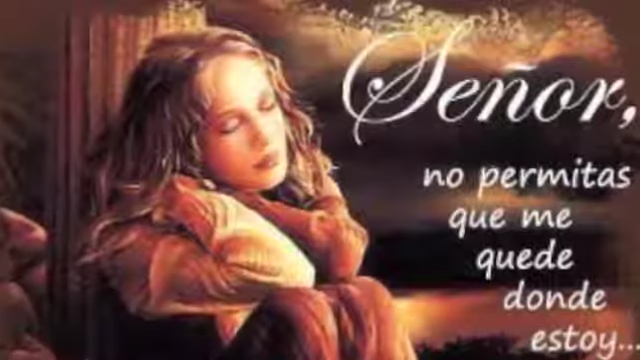 Señor,
no permitas
que me
quede
donde
estoy...